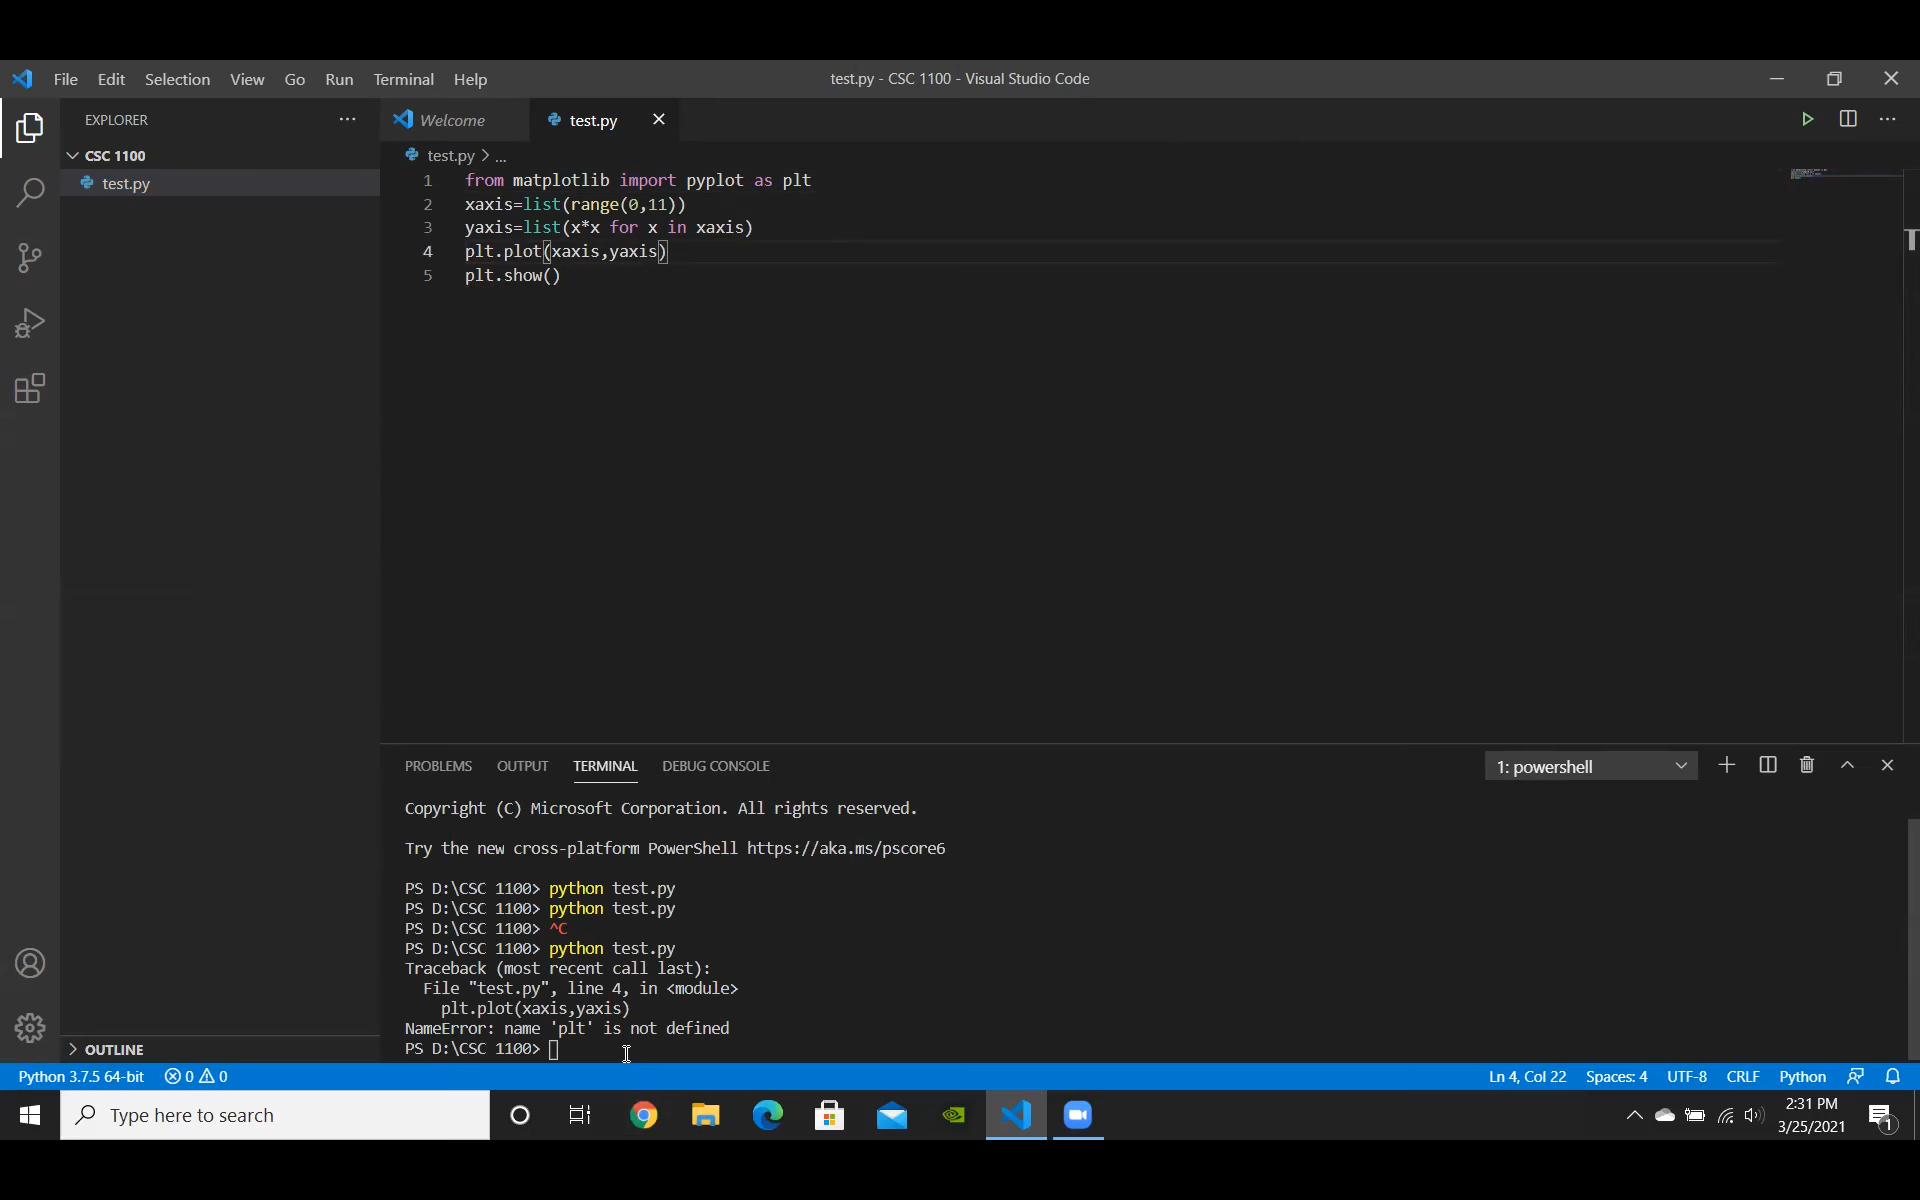 File Edit Selection View Go Run Terminal Help
test.py - CSC 1100 - Visual Studio Code
EXPLORER
CSC 1100
test.py
OUTLINE
Welcome
test.py
test.py > ...
1 from matplotlib import pyplot as plt
2 xaxis=list(range(0,11))
3 yaxis=list(x*x for x in xaxis)
4 plt.plot(xaxis,yaxis)
5 plt.show()
PROBLEMS OUTPUT TERMINAL DEBUG CONSOLE
1: powershell
Copyright (C) Microsoft Corporation. All rights reserved.
Try the new cross-platform PowerShell https://aka.ms/pscore6
PS D:\CSC 1100> python test.py
PS D:\CSC 1100> python test.py
PS D:\CSC 1100> ^C
PS D:\CSC 1100> python test.py
Traceback (most recent call last):
  File "test.py", line 4, in <module>
    plt.plot(xaxis,yaxis)
NameError: name 'plt' is not defined
PS D:\CSC 1100>
Python 3.7.5 64-bit 0 0
Ln 4, Col 22 Spaces: 4 UTF-8 CRLF Python
Type here to search
2:31 PM
3/25/2021
1